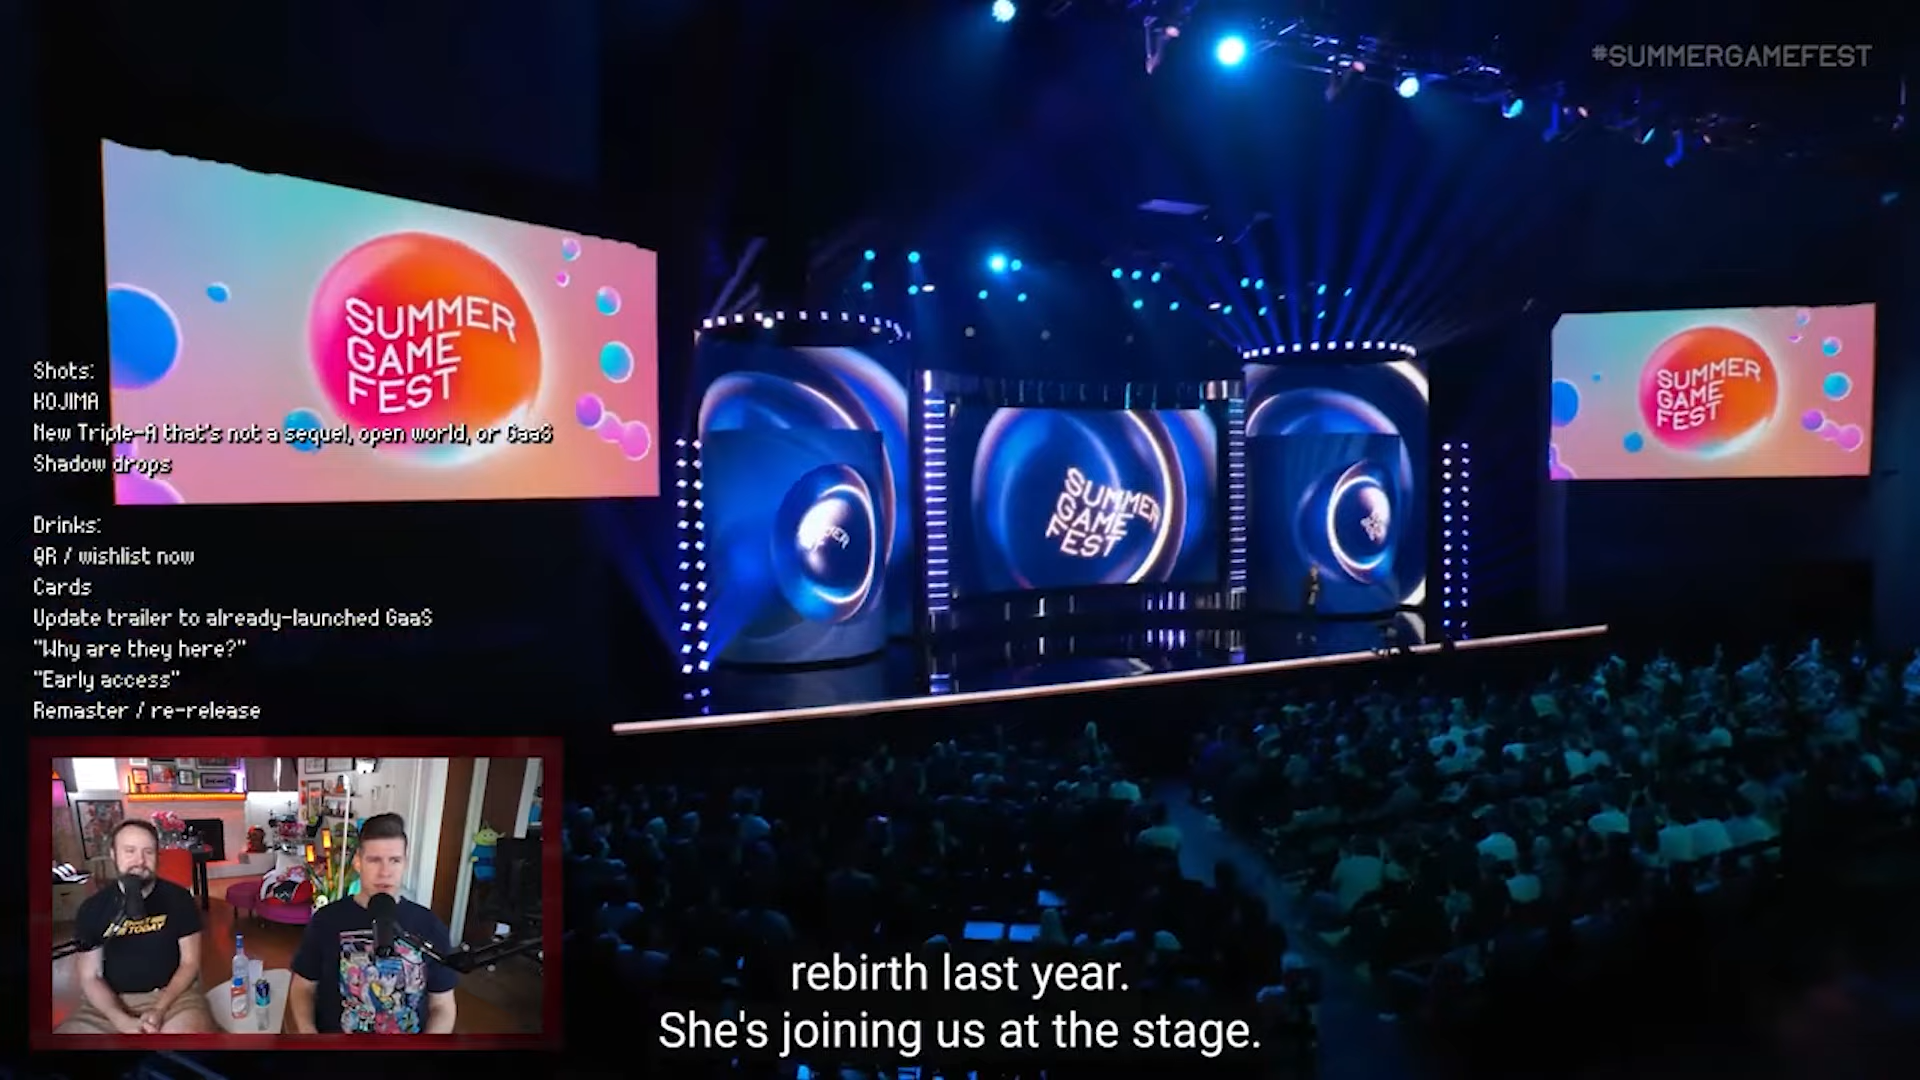 #SUMMERGAMEFEST
SUMMER
GAME
FEST
SUMMER
GAME
FEST
SUMMER
GAME
FEST
Shots:
KOJIMA
New Triple-A that's not a sequel, open world, or GaaS
Shadow drops
Drinks:
QR / wishlist now
Cards
Update trailer to already-launched GaaS
"Why are they here?"
"Early access"
Remaster / re-release
TODAY
rebirth last year.
She's joining us at the stage.